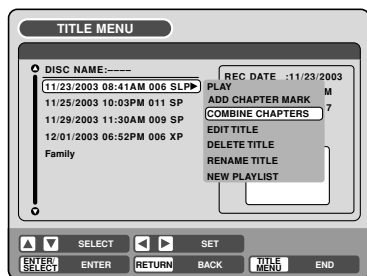 TITLE MENU
DISC NAME:----
REC DATE :11/23/2003
11/23/2003 08:41AM 006 SLP
PLAY
M
ADD CHAPTER MARK
11/25/2003 10:03PM 011 SP
7
COMBINE CHAPTERS
11/29/2003 11:30AM 009 SP
EDIT TITLE
12/01/2003 06:52PM 006 XP
DELETE TITLE
Family
RENAME TITLE
NEW PLAYLIST
SELECT SET
ENTER/SELECT ENTER RETURN BACK TITLE MENU END